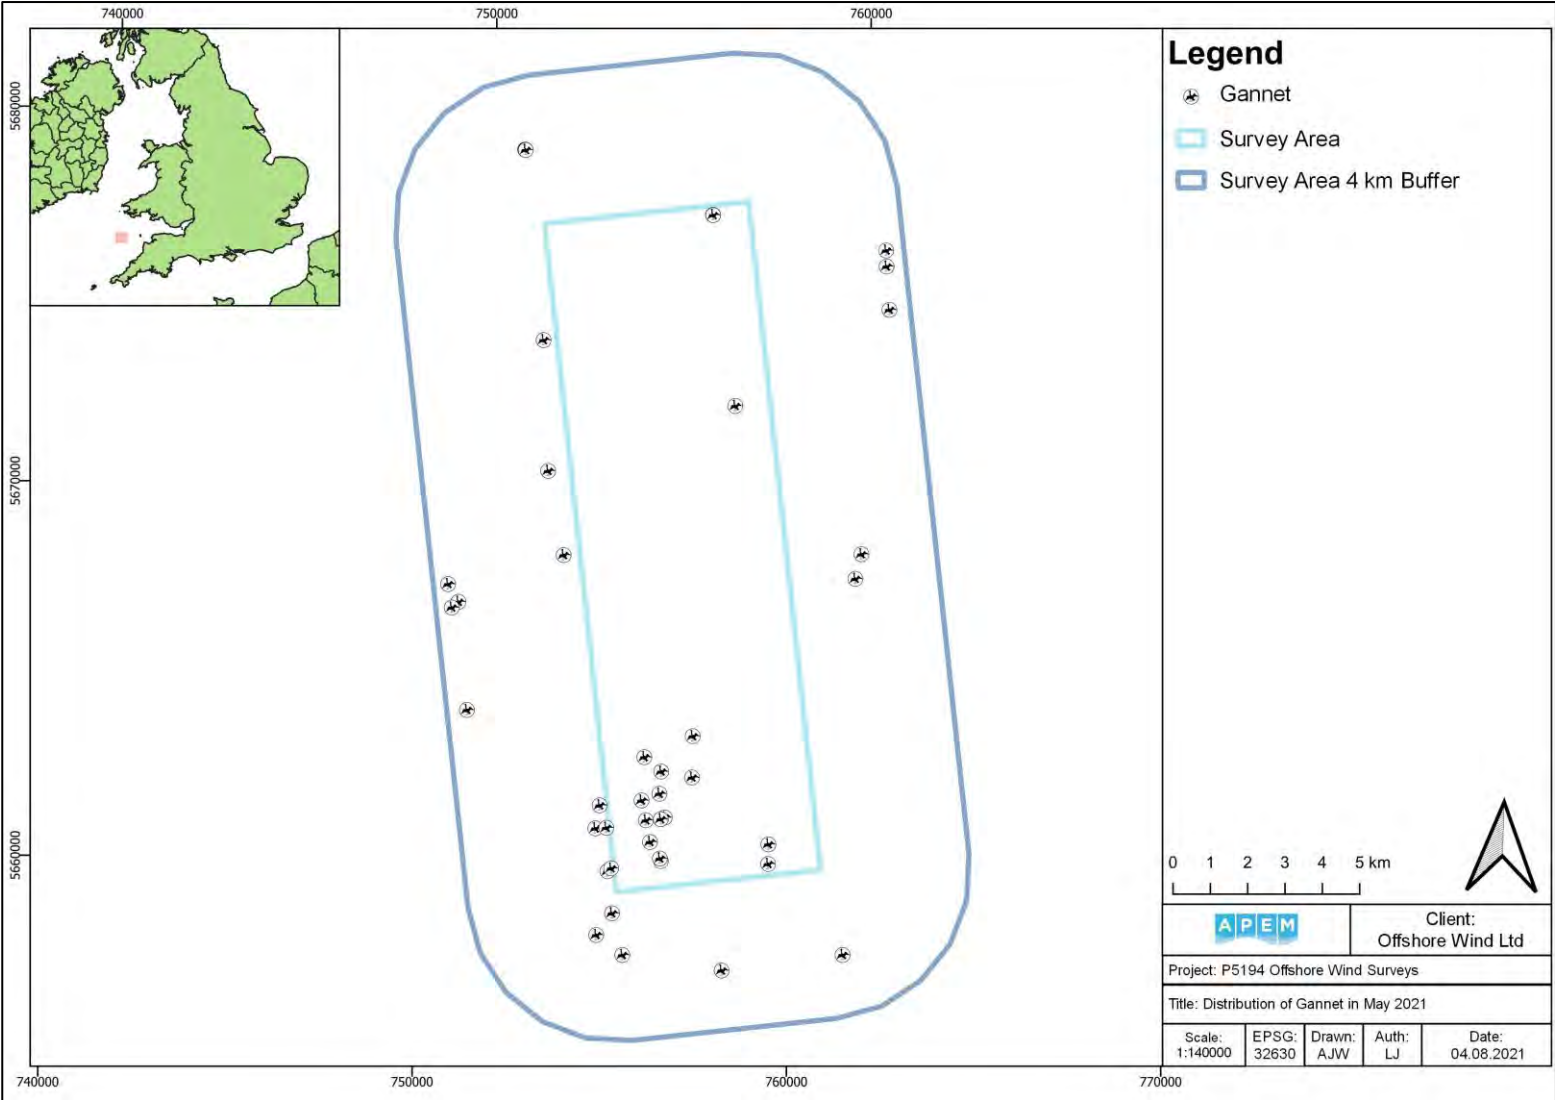 740000 750000 760000
5680000
5670000
5660000
Legend
Gannet
Survey Area
Survey Area 4 km Buffer
0 1 2 3 4 5 km
APEM
Client:
Offshore Wind Ltd
Project: P5194 Offshore Wind Surveys
Title: Distribution of Gannet in May 2021
Scale:
1:140000
EPSG:
32630
Drawn:
AJW
Auth:
LJ
Date:
04.08.2021
740000 750000 760000 770000